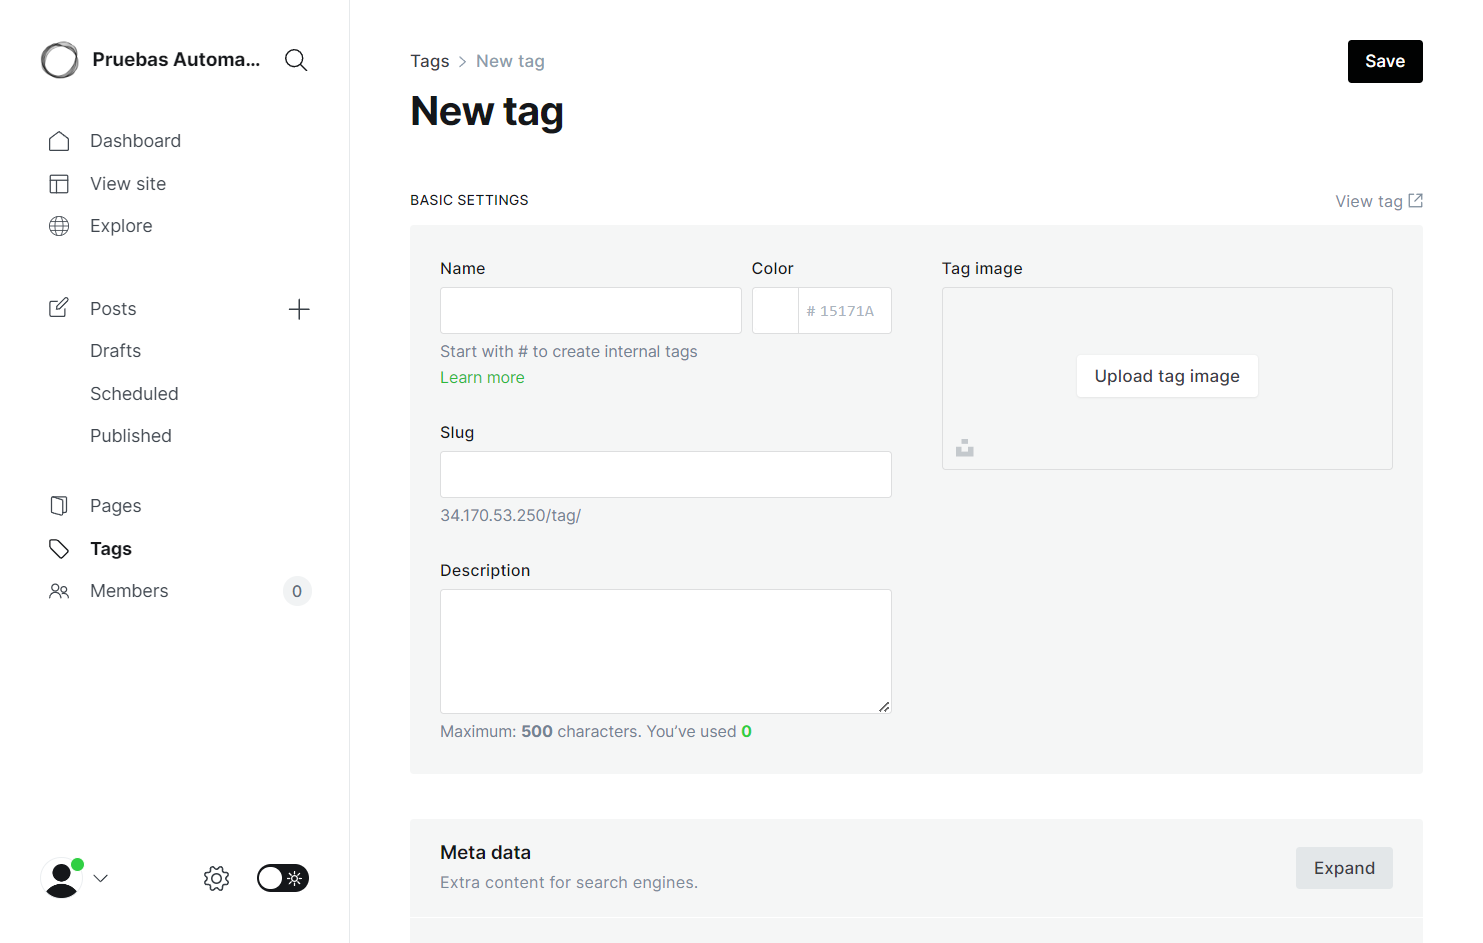 Pruebas Automa...
Dashboard
View site
Explore
Posts
Drafts
Scheduled
Published
Pages
Tags
Members
0
Tags > New tag
Save
New tag
BASIC SETTINGS
View tag
Name
Color
# 15171A
Start with # to create internal tags
Learn more
Slug
34.170.53.250/tag/
Description
Maximum: 500 characters. You’ve used 0
Tag image
Upload tag image
Meta data
Extra content for search engines.
Expand